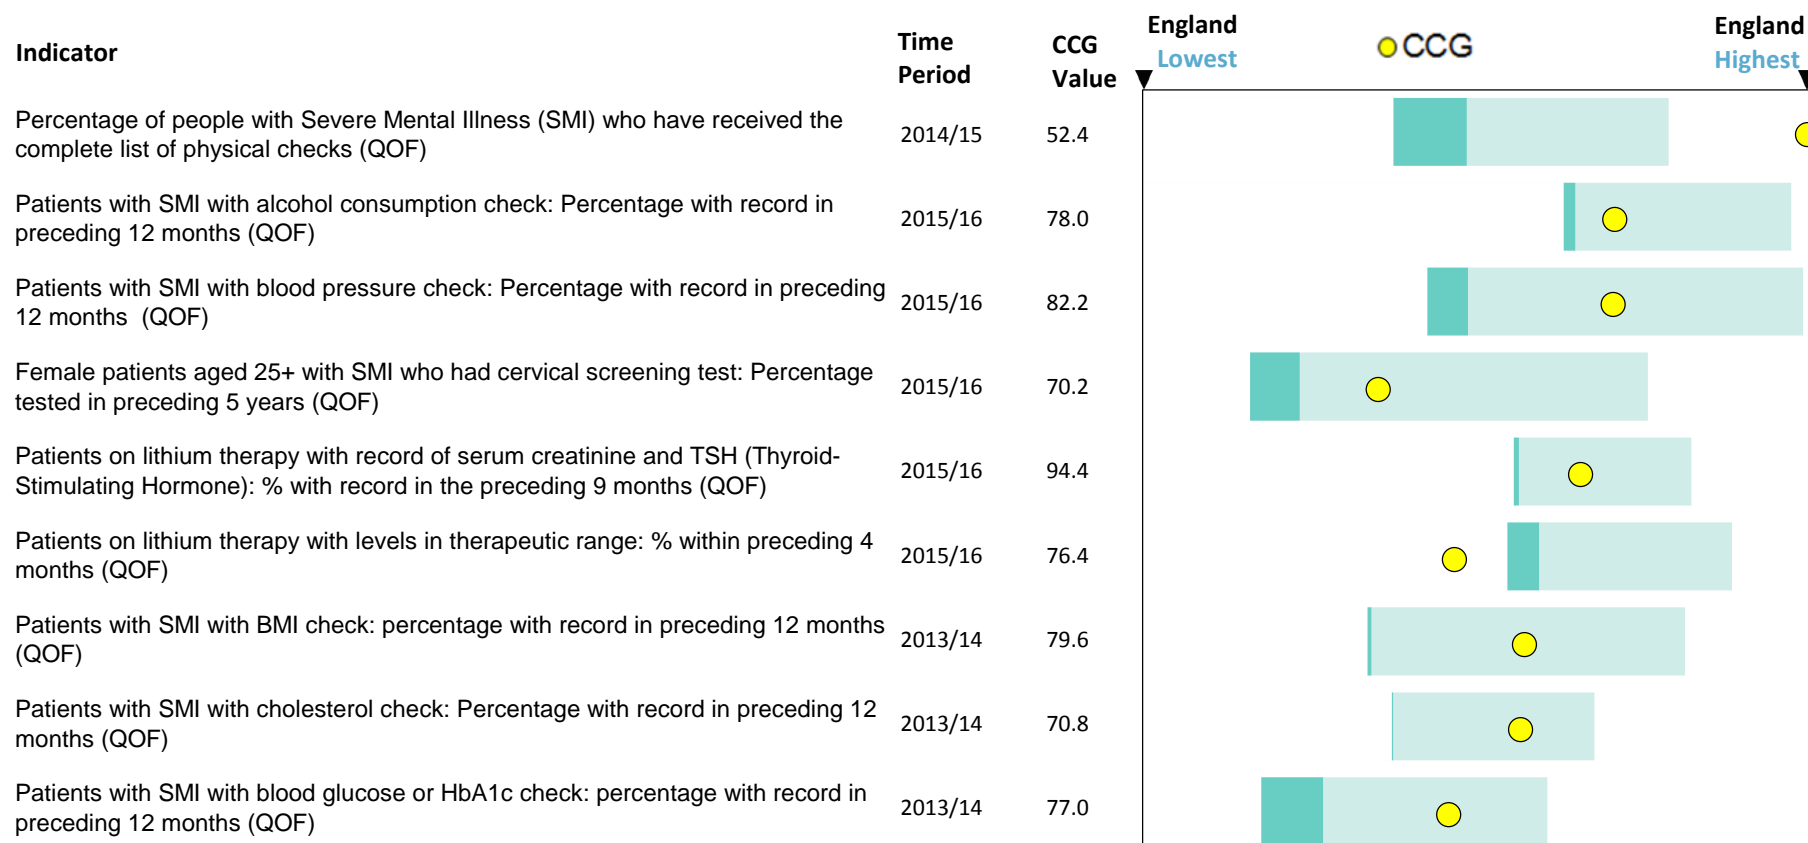 Indicator
Time
Period
CCG
Value
England
Lowest
CCG
England
Highest
Percentage of people with Severe Mental Illness (SMI) who have received the
complete list of physical checks (QOF)
2014/15
52.4
Patients with SMI with alcohol consumption check: Percentage with record in
preceding 12 months (QOF)
2015/16
78.0
Patients with SMI with blood pressure check: Percentage with record in preceding
12 months (QOF)
2015/16
82.2
Female patients aged 25+ with SMI who had cervical screening test: Percentage
tested in preceding 5 years (QOF)
2015/16
70.2
Patients on lithium therapy with record of serum creatinine and TSH (Thyroid-
Stimulating Hormone): % with record in the preceding 9 months (QOF)
2015/16
94.4
Patients on lithium therapy with levels in therapeutic range: % within preceding 4
months (QOF)
2015/16
76.4
Patients with SMI with BMI check: percentage with record in preceding 12 months
(QOF)
2013/14
79.6
Patients with SMI with cholesterol check: Percentage with record in preceding 12
months (QOF)
2013/14
70.8
Patients with SMI with blood glucose or HbA1c check: percentage with record in
preceding 12 months (QOF)
2013/14
77.0